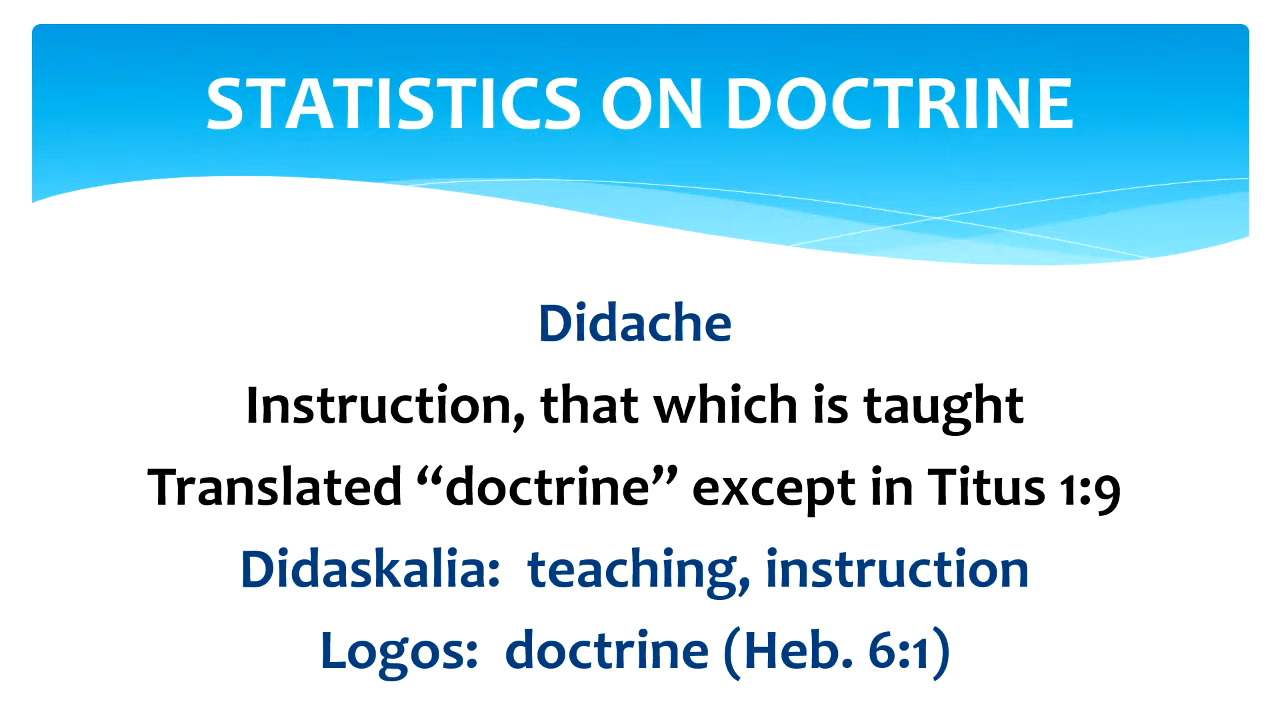 STATISTICS ON DOCTRINE
Didache
Instruction, that which is taught
Translated “doctrine” except in Titus 1:9
Didaskalia:  teaching, instruction
Logos:  doctrine (Heb. 6:1)